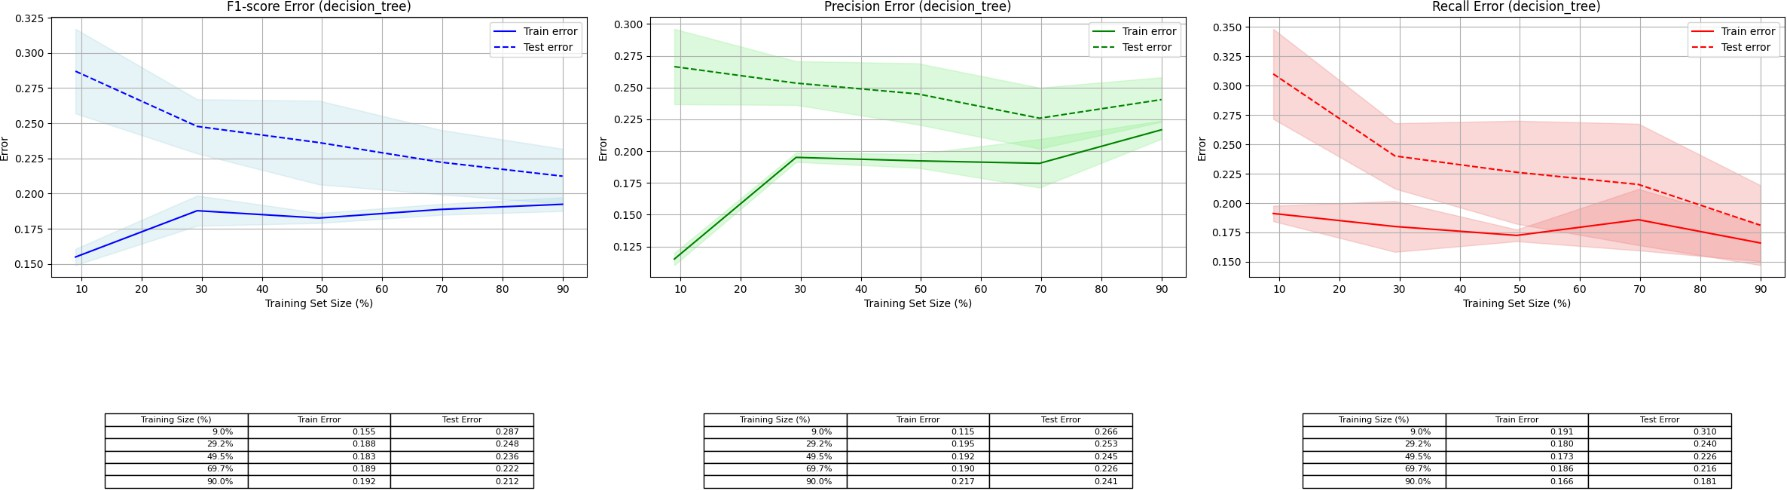 F1-score Error (decision_tree)
0.325
0.300
0.275
0.250
0.225
0.200
0.175
0.150
Error
10 20 30 40 50 60 70 80 90
Training Set Size (%)
Train error
Test error
Precision Error (decision_tree)
0.300
0.275
0.250
0.225
0.200
0.175
0.150
0.125
Error
10 20 30 40 50 60 70 80 90
Training Set Size (%)
Train error
Test error
Recall Error (decision_tree)
0.350
0.325
0.300
0.275
0.250
0.225
0.200
0.175
0.150
Error
10 20 30 40 50 60 70 80 90
Training Set Size (%)
Train error
Test error
Training Size (%) Train Error Test Error
9.0% 0.155 0.287
29.2% 0.188 0.248
49.5% 0.183 0.236
69.7% 0.189 0.222
90.0% 0.192 0.212
Training Size (%) Train Error Test Error
9.0% 0.115 0.266
29.2% 0.195 0.253
49.5% 0.192 0.245
69.7% 0.190 0.226
90.0% 0.217 0.241
Training Size (%) Train Error Test Error
9.0% 0.191 0.310
29.2% 0.180 0.240
49.5% 0.173 0.226
69.7% 0.186 0.216
90.0% 0.166 0.181